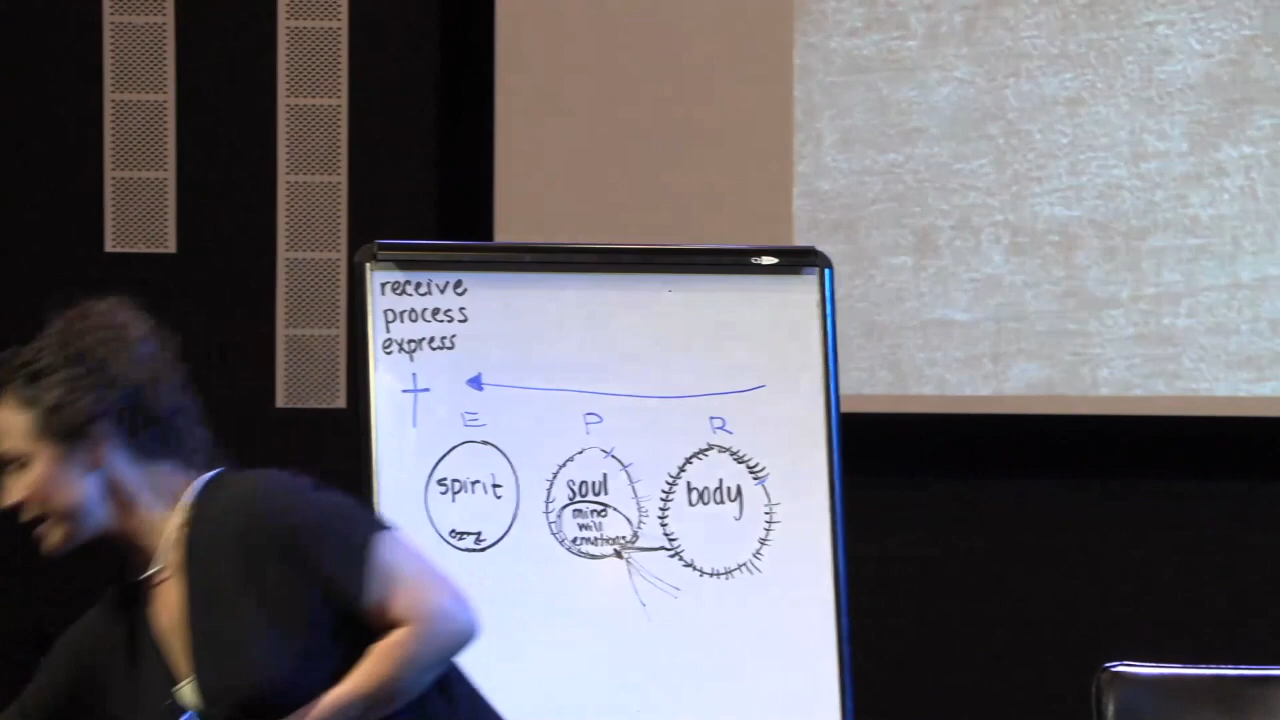 receive
process
express
E P R
spirit
soul
body
mind
will
emotions